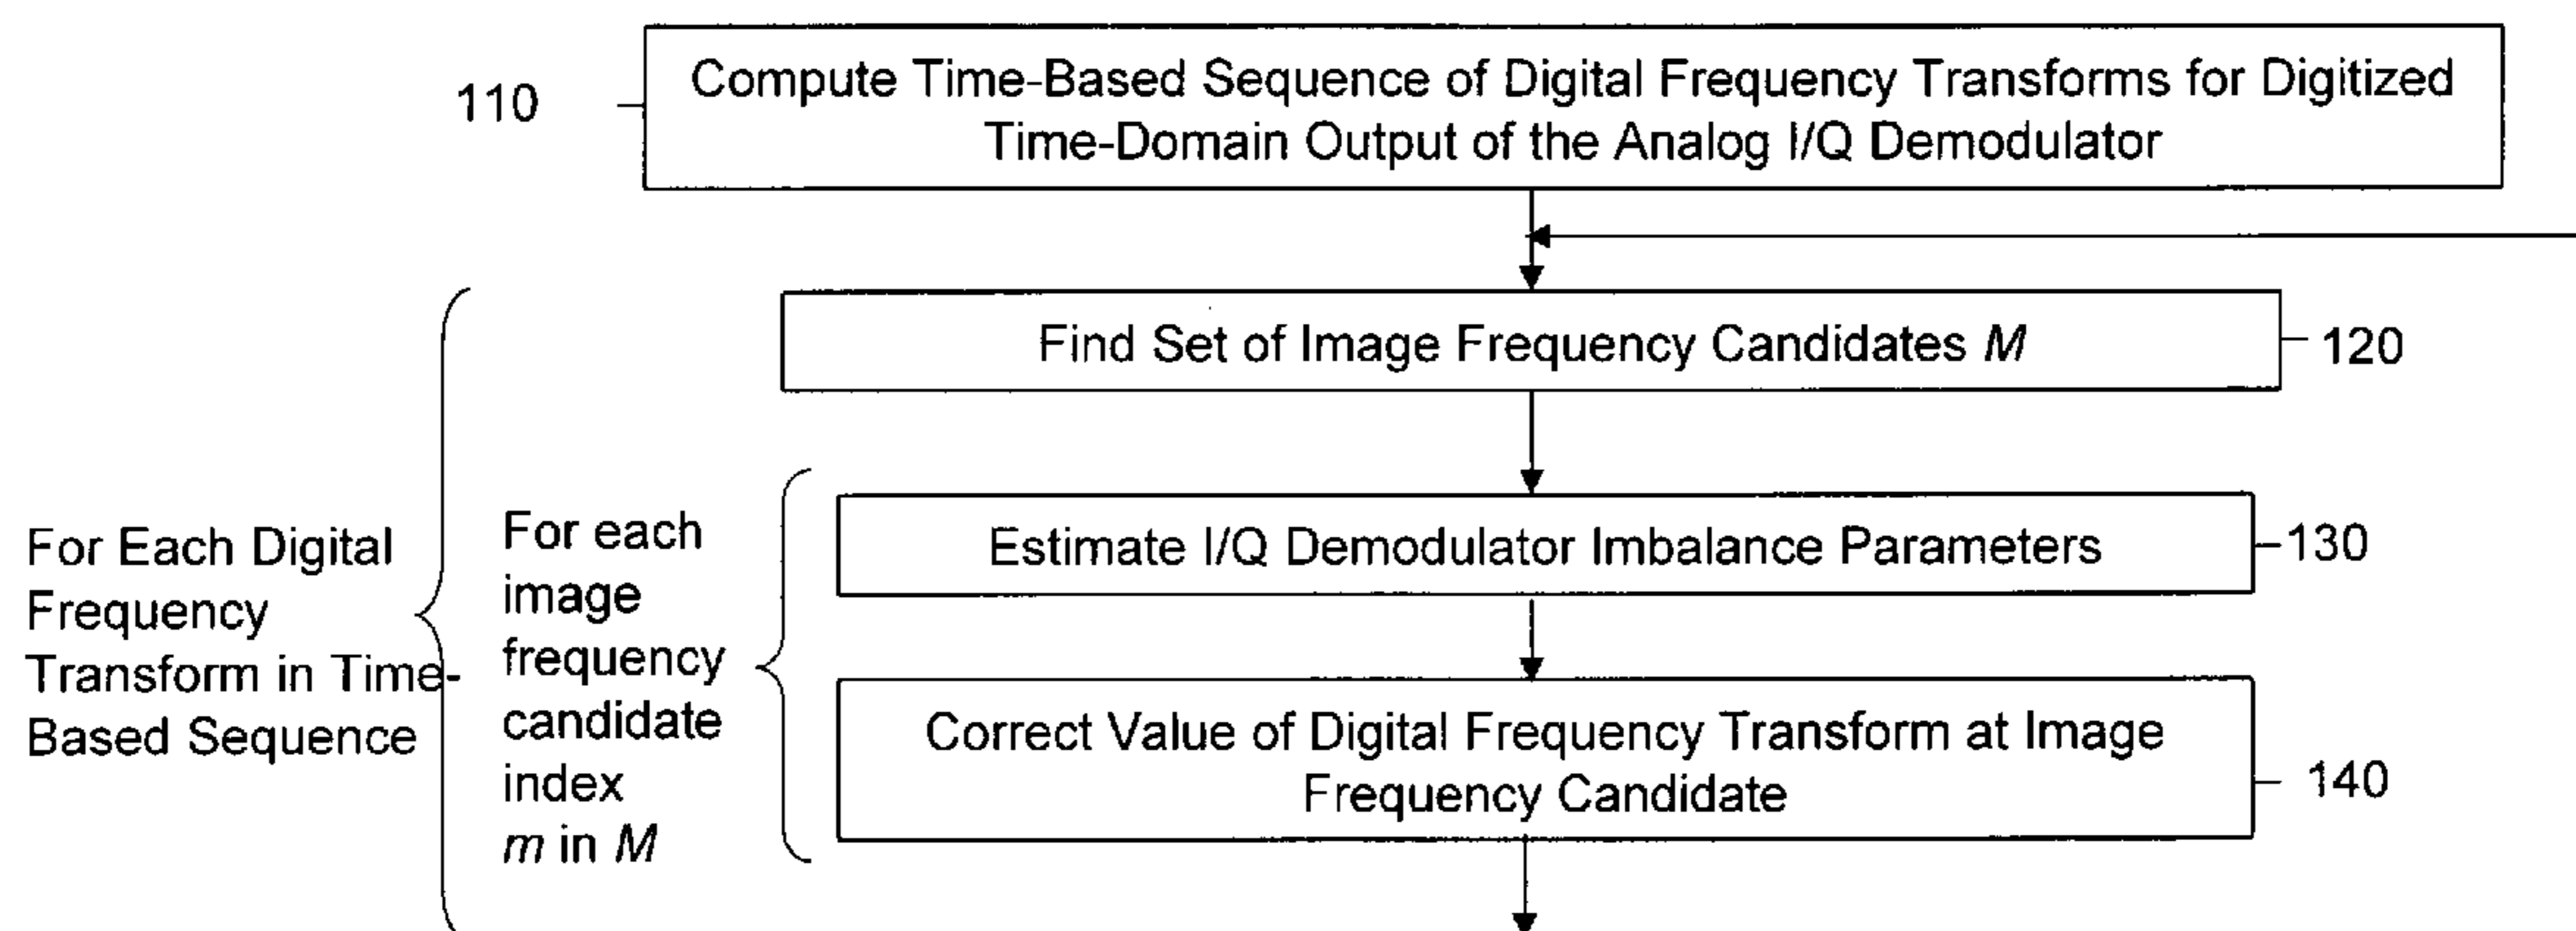 110
Compute Time-Based Sequence of Digital Frequency Transforms for Digitized
Time-Domain Output of the Analog I/Q Demodulator
Find Set of Image Frequency Candidates M
120
For Each Digital
Frequency
Transform in Time-
Based Sequence
For each
image
frequency
candidate
index
m in M
Estimate I/Q Demodulator Imbalance Parameters
130
Correct Value of Digital Frequency Transform at Image
Frequency Candidate
140